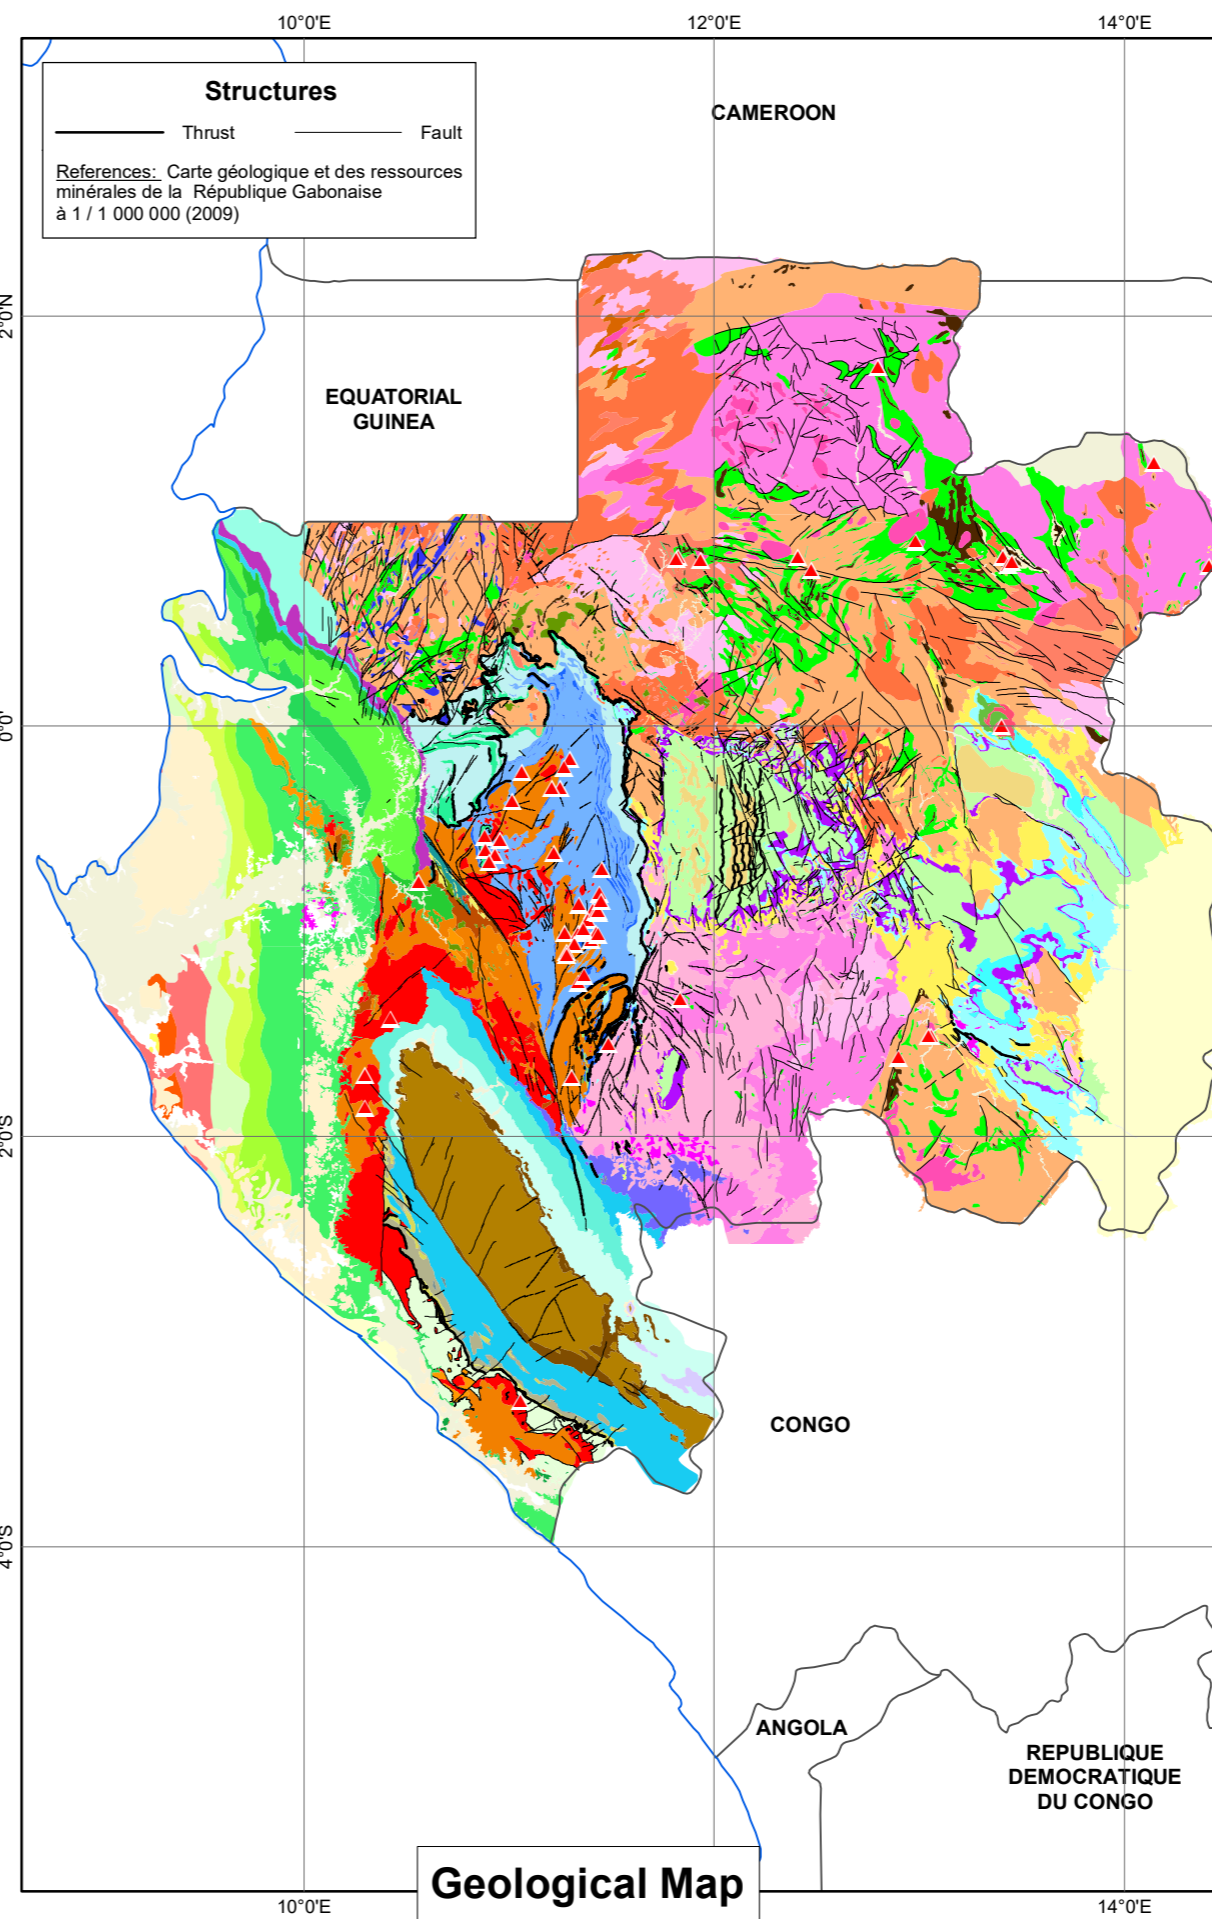 10°0'E 12°0'E 14°0'E
Structures
Thrust Fault
References: Carte géologique et des ressources
minérales de la République Gabonaise
à 1 / 1 000 000 (2009)
CAMEROON
2°0'N
EQUATORIAL
GUINEA
0°0'
2°0'S
CONGO
4°0'S
ANGOLA
REPUBLIQUE
DEMOCRATIQUE
DU CONGO
Geological Map
10°0'E 14°0'E